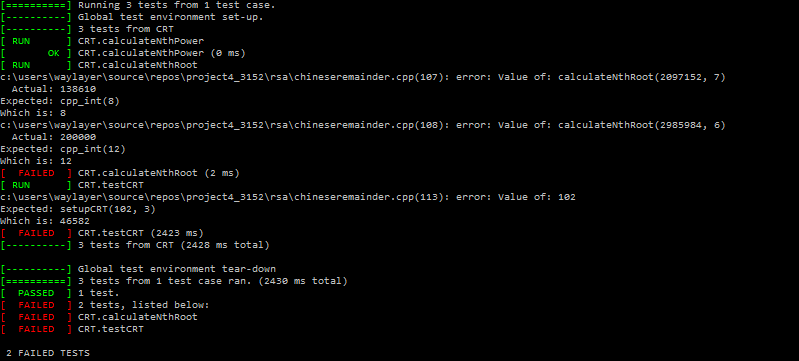 [==========] Running 3 tests from 1 test case.
[----------] Global test environment set-up.
[----------] 3 tests from CRT
[ RUN      ] CRT.calculateNthPower
[       OK ] CRT.calculateNthPower (0 ms)
[ RUN      ] CRT.calculateNthRoot
c:\users\waylayer\source\repos\project4_3152\rsa\chineseremainder.cpp(107): error: Value of: calculateNthRoot(2097152, 7)
  Actual: 138610
Expected: cpp_int(8)
Which is: 8
c:\users\waylayer\source\repos\project4_3152\rsa\chineseremainder.cpp(108): error: Value of: calculateNthRoot(2985984, 6)
  Actual: 200000
Expected: cpp_int(12)
Which is: 12
[  FAILED  ] CRT.calculateNthRoot (2 ms)
[ RUN      ] CRT.testCRT
c:\users\waylayer\source\repos\project4_3152\rsa\chineseremainder.cpp(113): error: Value of: 102
Expected: setupCRT(102, 3)
Which is: 46582
[  FAILED  ] CRT.testCRT (2423 ms)
[----------] 3 tests from CRT (2428 ms total)

[----------] Global test environment tear-down
[==========] 3 tests from 1 test case ran. (2430 ms total)
[  PASSED  ] 1 test.
[  FAILED  ] 2 tests, listed below:
[  FAILED  ] CRT.calculateNthRoot
[  FAILED  ] CRT.testCRT

 2 FAILED TESTS